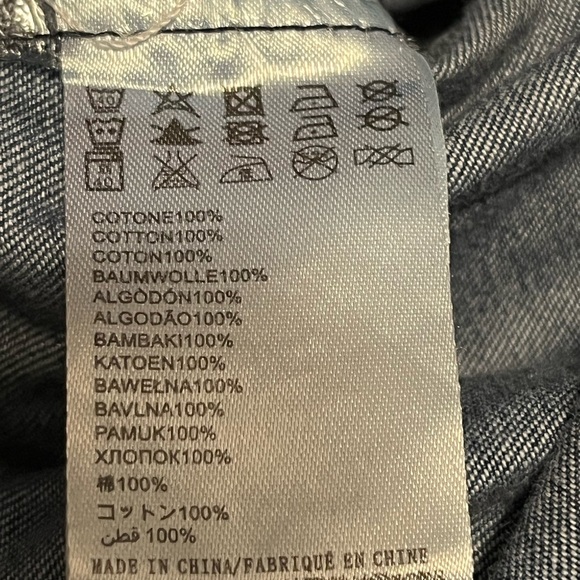 COTONE100%
COTTON100%
COTON100%
BAUMWOLLE100%
ALGODÓN100%
ALGODÃO100%
BAMBAKI100%
KATOEN100%
BAWEŁNA100%
BAVLNA100%
PAMUK100%
ХЛОПОК100%
棉100%
コットン100%
قطن 100%
MADE IN CHINA/FABRIQUÉ EN CHINE